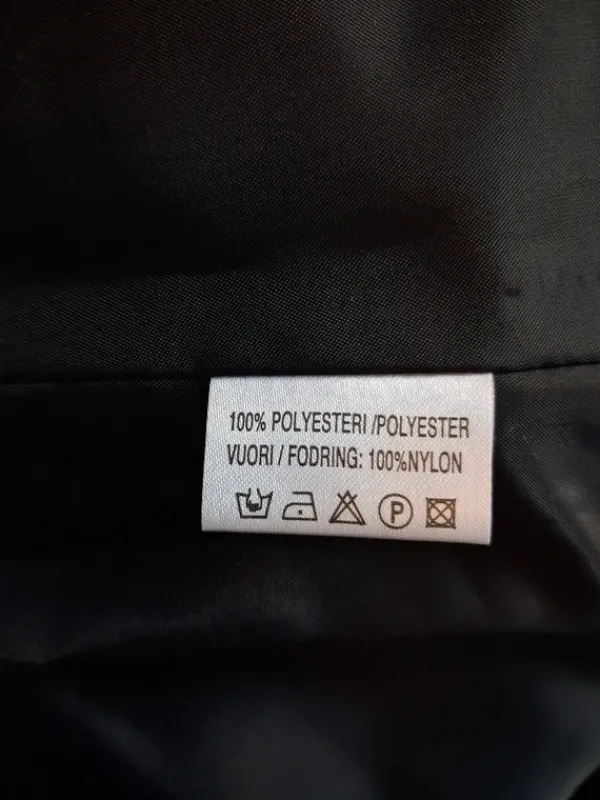 100% POLYESTERI /POLYESTER
VUORI / FODRING: 100%NYLON
P